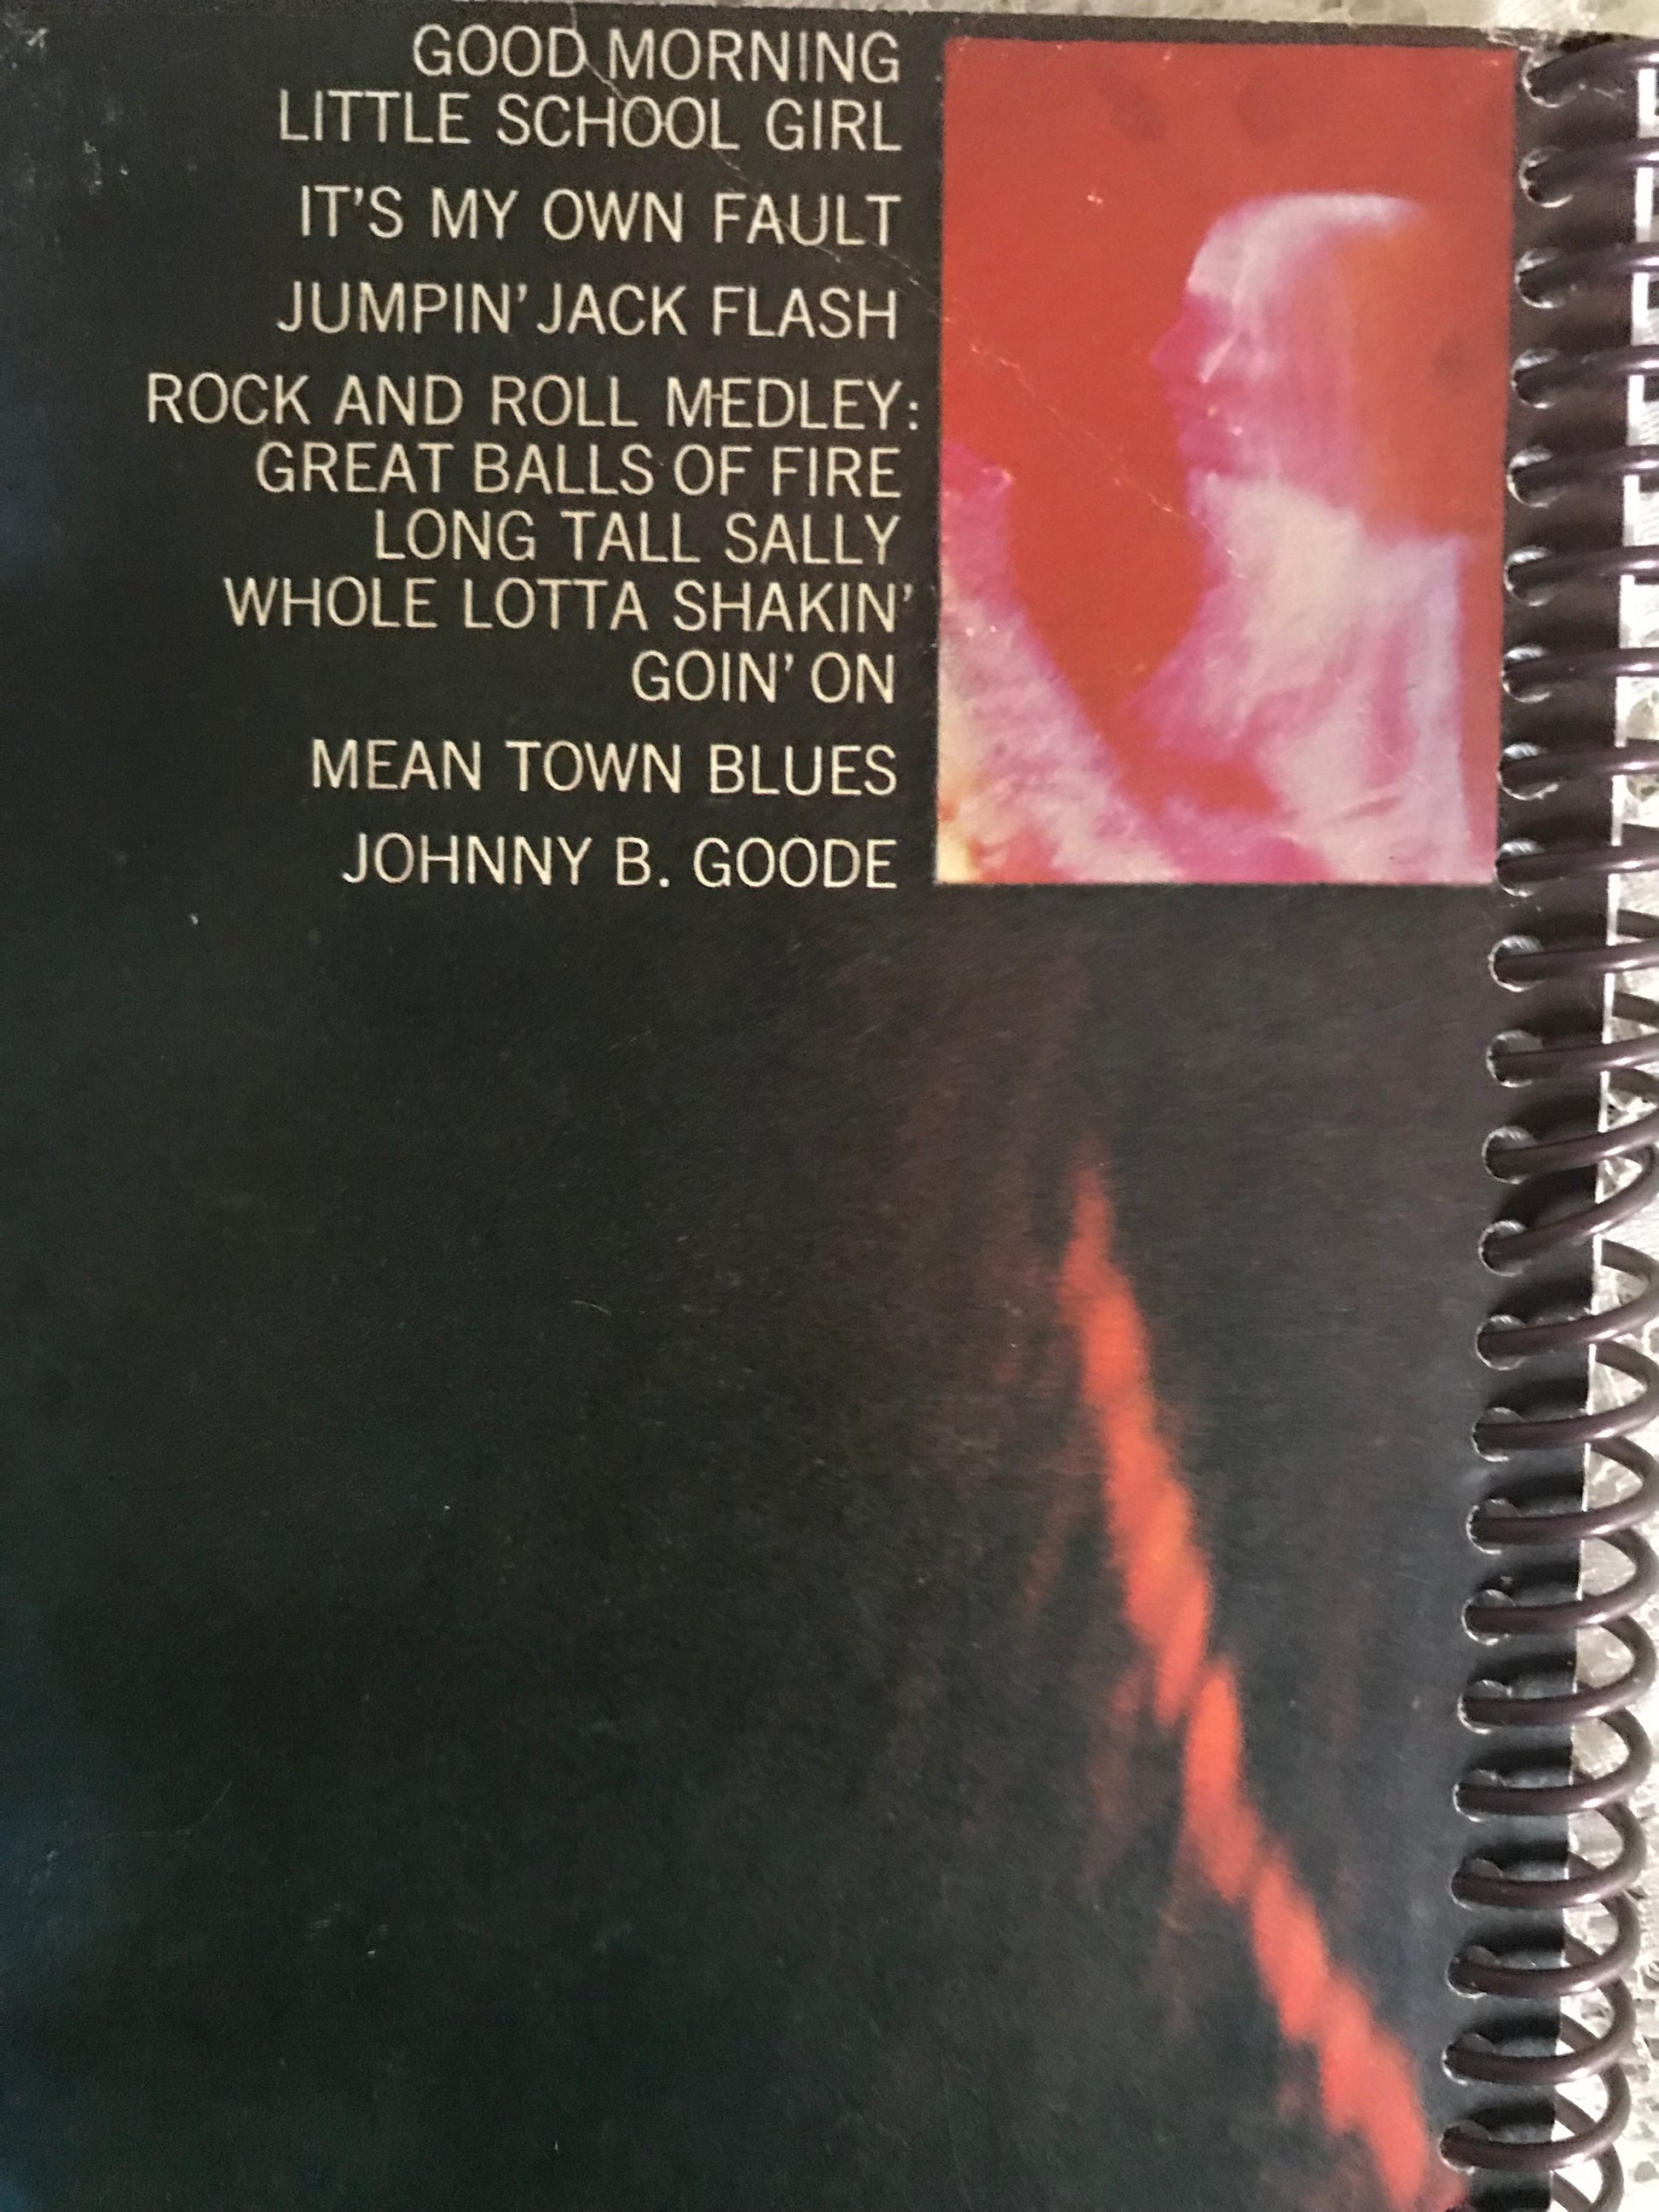 GOOD MORNING
LITTLE SCHOOL GIRL
IT'S MY OWN FAULT
JUMPIN' JACK FLASH
ROCK AND ROLL MEDLEY:
GREAT BALLS OF FIRE
LONG TALL SALLY
WHOLE LOTTA SHAKIN'
GOIN' ON
MEAN TOWN BLUES
JOHNNY B. GOODE